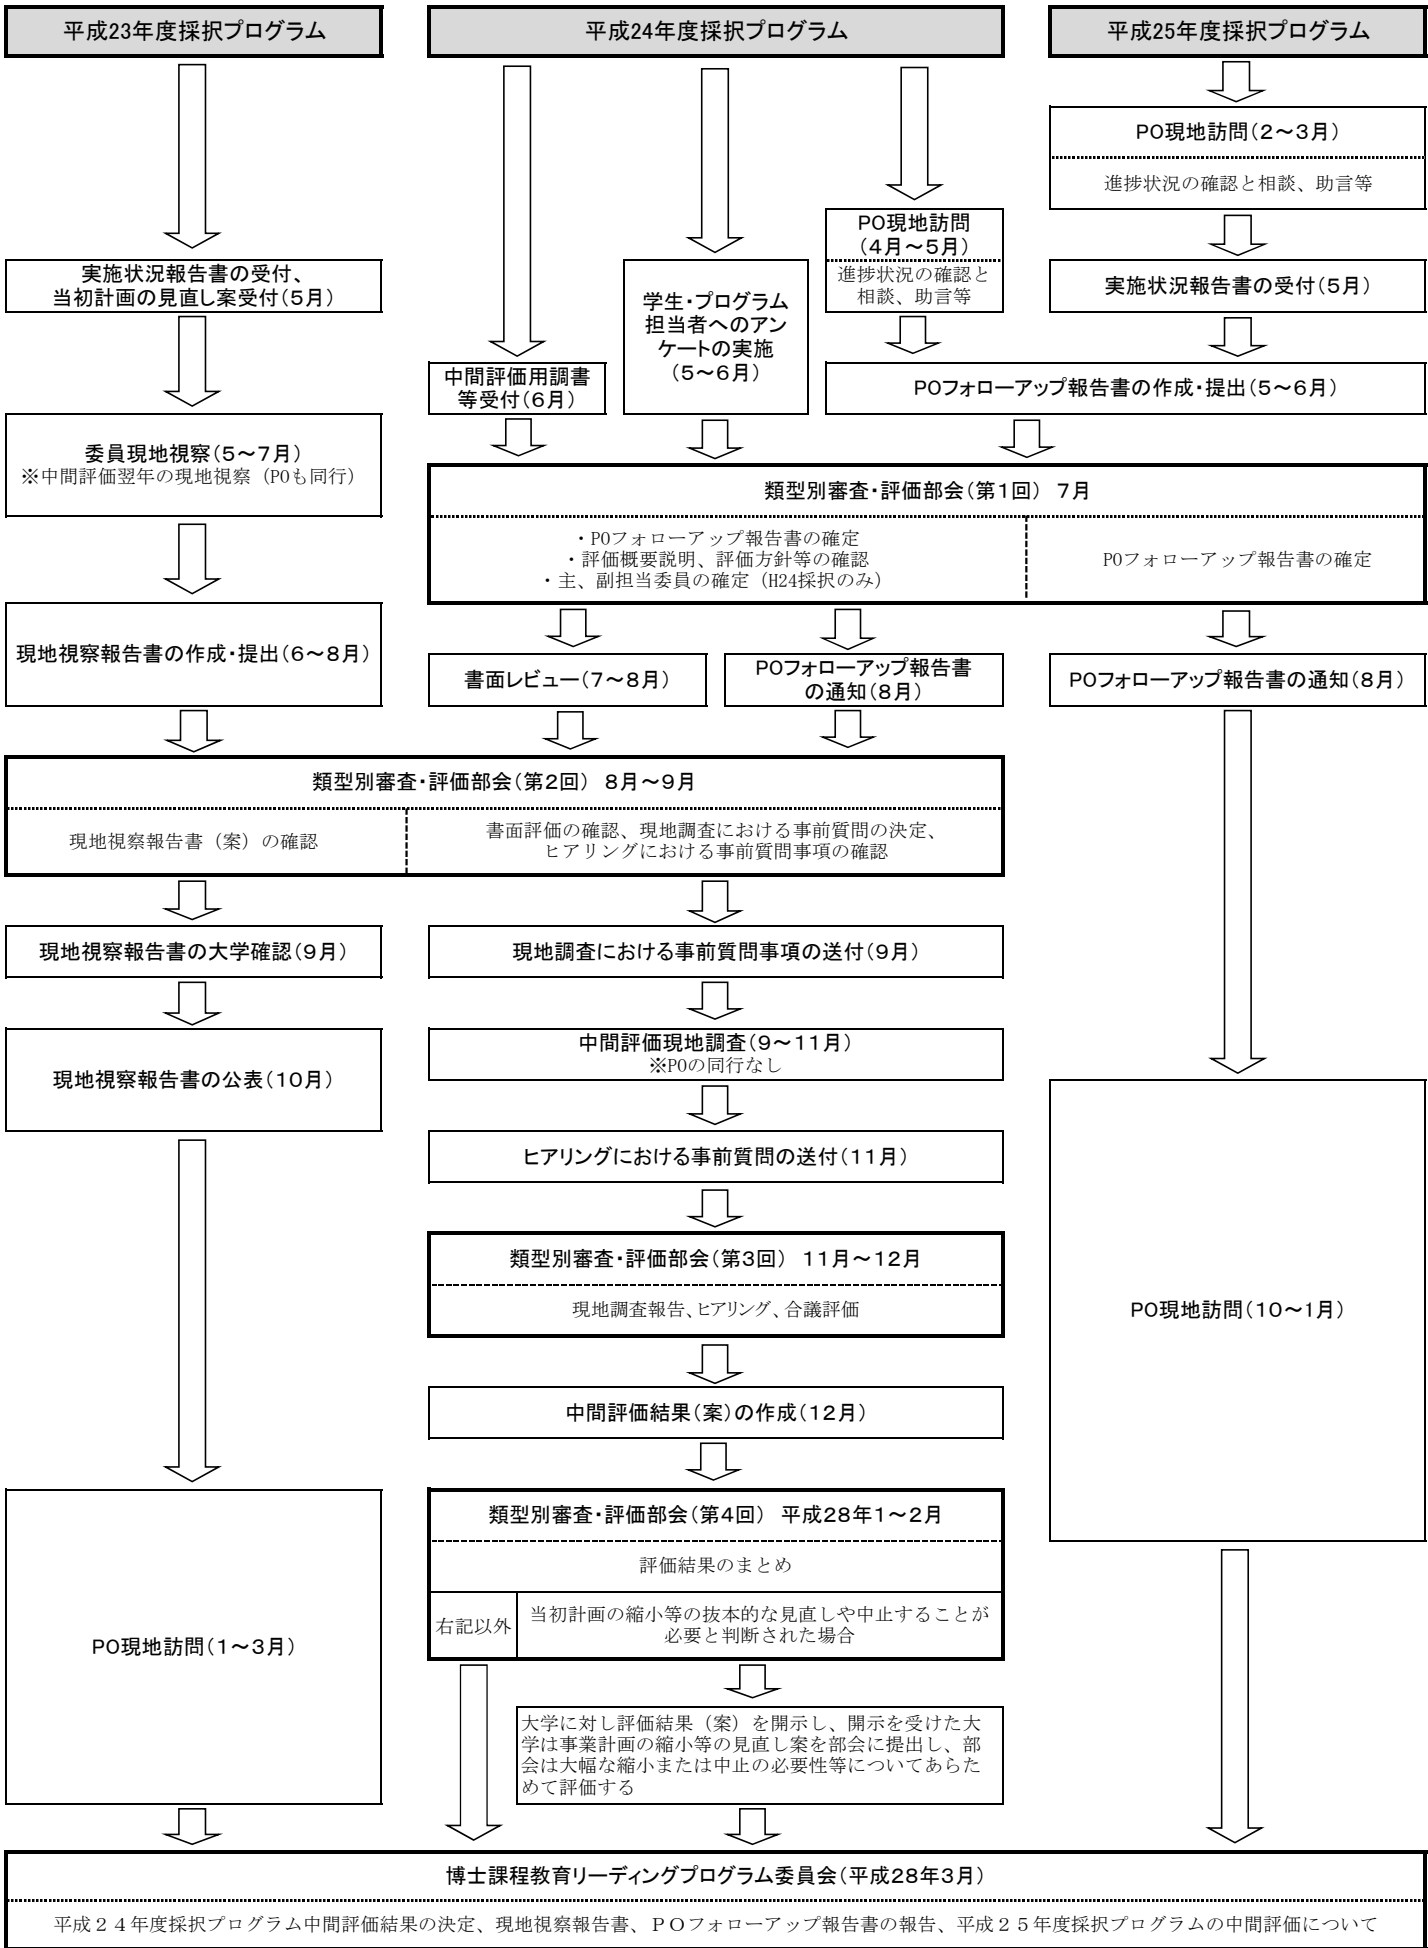 平成23年度採択プログラム
平成24年度採択プログラム
平成25年度採択プログラム
PO現地訪問(2～3月)
進捗状況の確認と相談、助言等
PO現地訪問
(4月～5月)
進捗状況の確認と
相談、助言等
実施状況報告書の受付、
当初計画の見直し案受付(5月)
学生・プログラム
担当者へのアン
ケートの実施
(5～6月)
実施状況報告書の受付(5月)
中間評価用調書
等受付(6月)
POフォローアップ報告書の作成・提出(5～6月)
委員現地視察(5～7月)
※中間評価翌年の現地視察（POも同行）
類型別審査・評価部会(第1回)　7月
・POフォローアップ報告書の確定
・評価概要説明、評価方針等の確認
・主、副担当委員の確定（H24採択のみ）
POフォローアップ報告書の確定
現地視察報告書の作成・提出(6～8月)
書面レビュー(7～8月)
POフォローアップ報告書
の通知(8月)
POフォローアップ報告書の通知(8月)
類型別審査・評価部会(第2回)　8月～9月
現地視察報告書（案）の確認
書面評価の確認、現地調査における事前質問の決定、
ヒアリングにおける事前質問事項の確認
現地視察報告書の大学確認(9月)
現地調査における事前質問事項の送付(9月)
現地視察報告書の公表(10月)
中間評価現地調査(9～11月)
※POの同行なし
ヒアリングにおける事前質問の送付(11月)
類型別審査・評価部会(第3回)　11月～12月
現地調査報告、ヒアリング、合議評価
PO現地訪問(10～1月)
中間評価結果(案)の作成(12月)
類型別審査・評価部会(第4回)　平成28年1～2月
評価結果のまとめ
右記以外
当初計画の縮小等の抜本的な見直しや中止することが
必要と判断された場合
PO現地訪問(1～3月)
大学に対し評価結果（案）を開示し、開示を受けた大
学は事業計画の縮小等の見直し案を部会に提出し、部
会は大幅な縮小または中止の必要性等についてあらた
めて評価する
博士課程教育リーディングプログラム委員会(平成28年3月)
平成２４年度採択プログラム中間評価結果の決定、現地視察報告書、ＰＯフォローアップ報告書の報告、平成２５年度採択プログラムの中間評価について